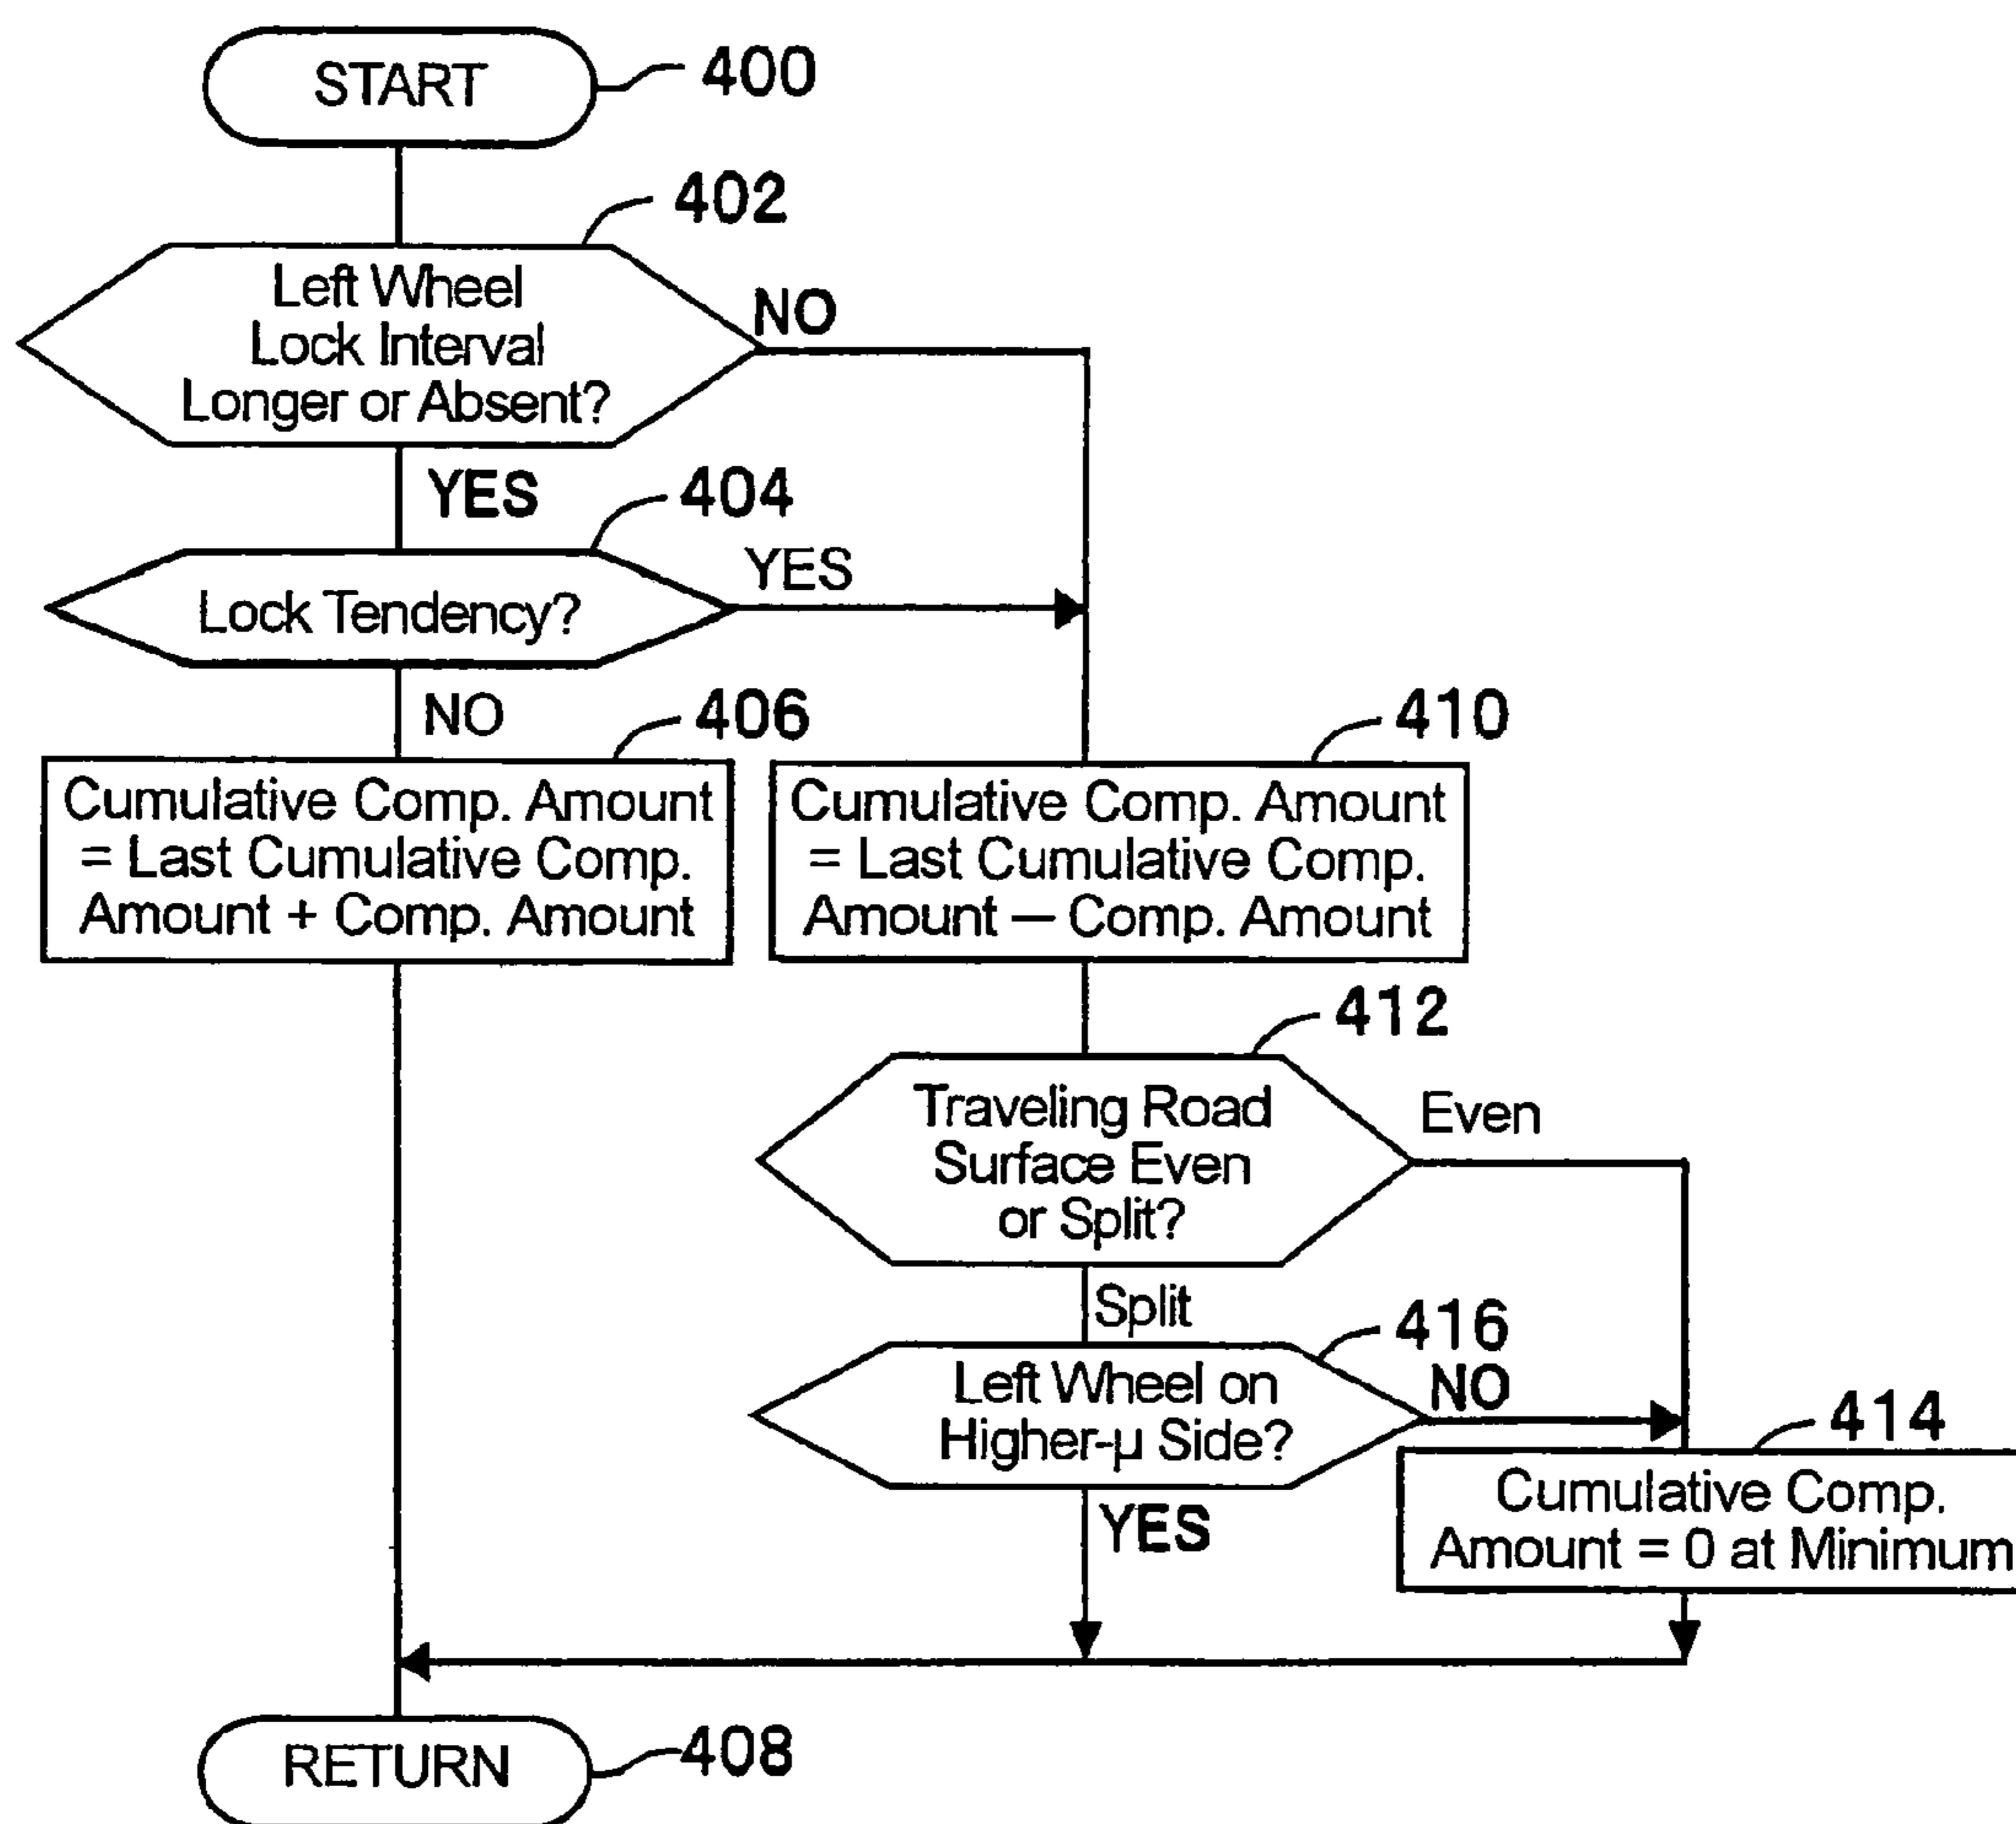 START
400
402
Left Wheel
Lock Interval
Longer or Absent?
NO
YES
404
Lock Tendency?
YES
NO
406
Cumulative Comp. Amount
= Last Cumulative Comp.
Amount + Comp. Amount
410
Cumulative Comp. Amount
= Last Cumulative Comp.
Amount — Comp. Amount
412
Traveling Road
Surface Even
or Split?
Even
Split
416
Left Wheel on
Higher-µ Side?
NO
YES
414
Cumulative Comp.
Amount = 0 at Minimum
RETURN
408